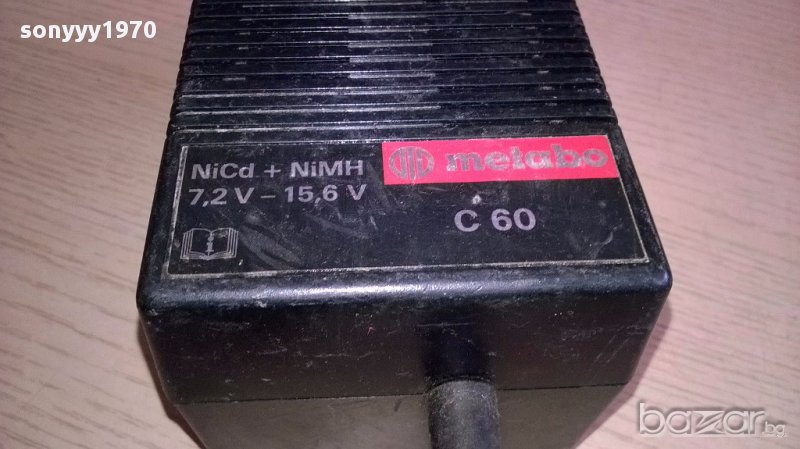 sonyyy1970
NiCd + NiMH
7,2 V – 15,6 V
metabo
C 60
bazar.bg